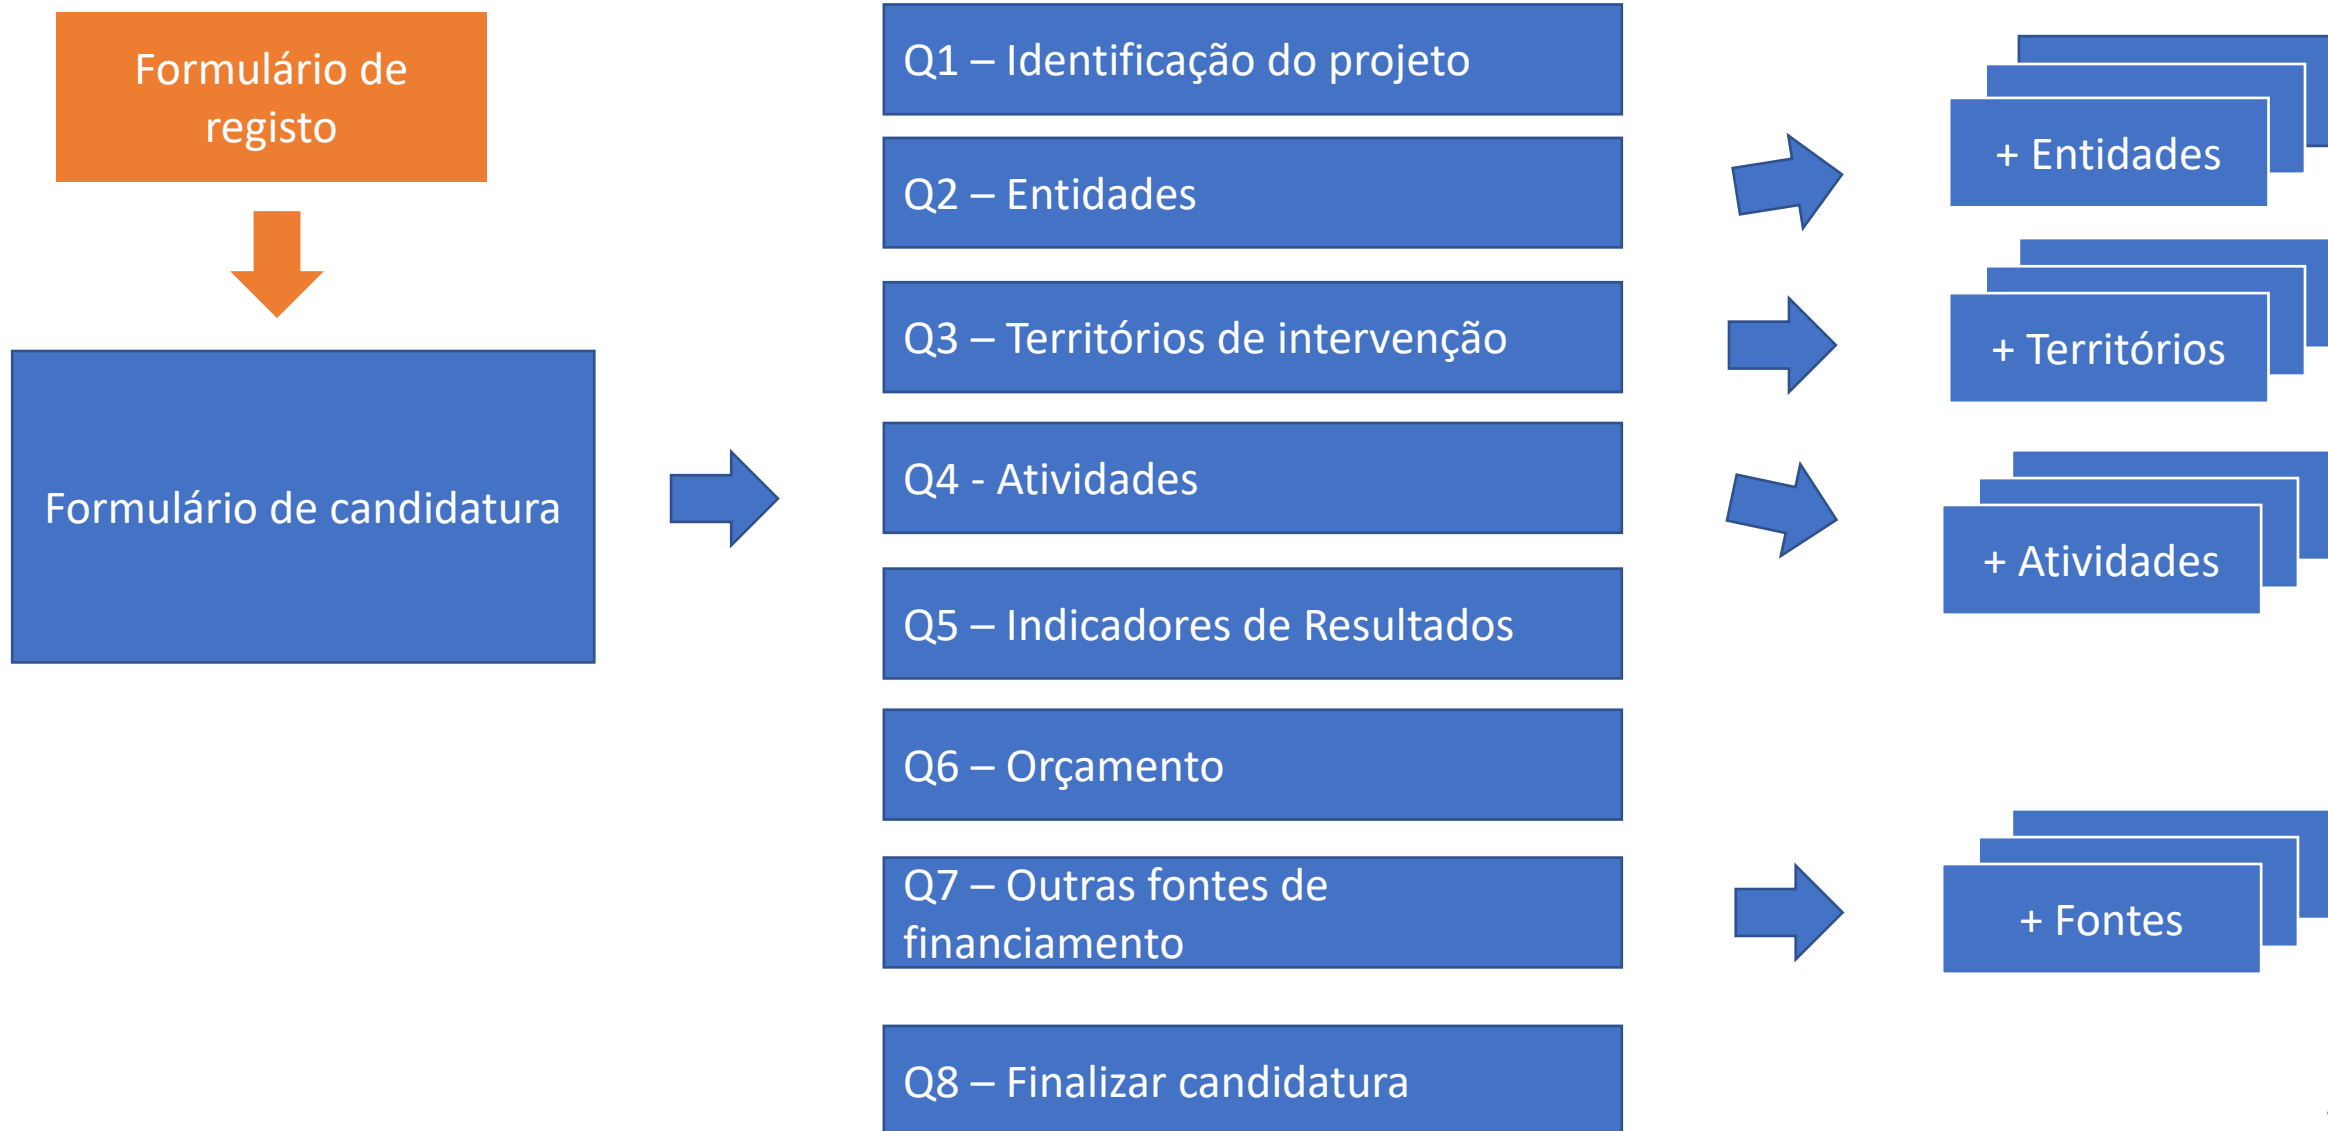 Formulário de
registo
Formulário de candidatura
Q1 – Identificação do projeto
Q2 – Entidades
Q3 – Territórios de intervenção
Q4 - Atividades
Q5 – Indicadores de Resultados
Q6 – Orçamento
Q7 – Outras fontes de
financiamento
Q8 – Finalizar candidatura
+ Entidades
+ Territórios
+ Atividades
+ Fontes